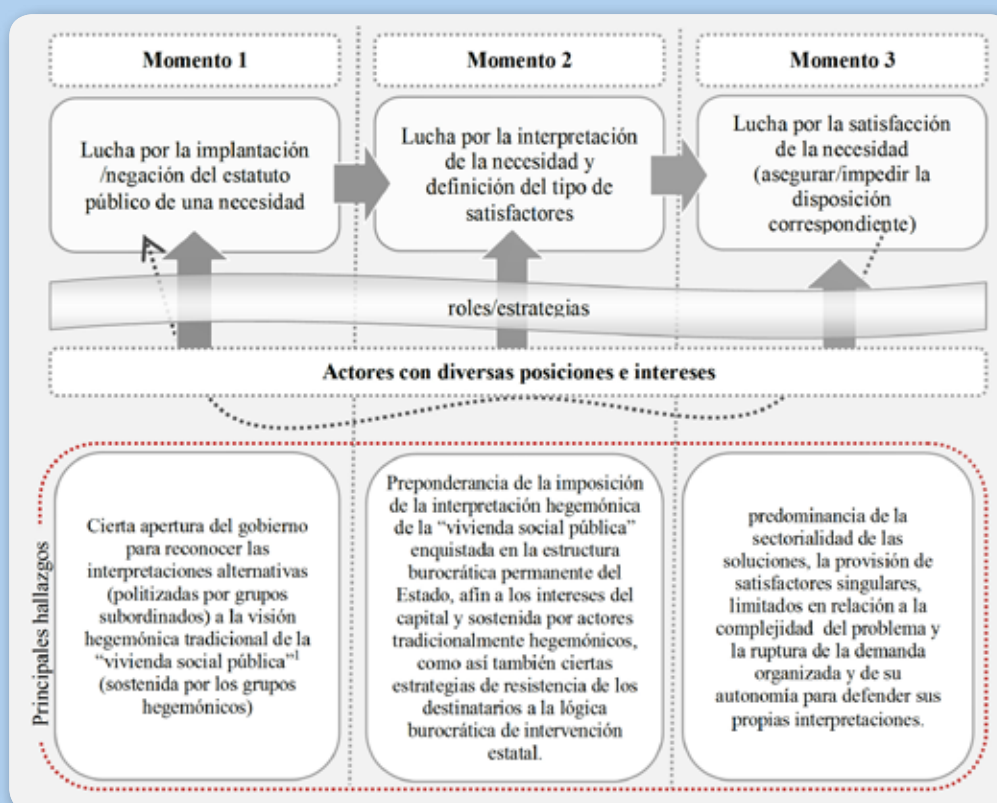 Momento 1
Momento 2
Momento 3
Lucha por la implantación
/negación del estatuto
público de una necesidad
Lucha por la interpretación
de la necesidad y
definición del tipo de
satisfactores
Lucha por la satisfacción
de la necesidad
(asegurar/impedir la
disposición
correspondiente)
roles/estrategias
Actores con diversas posiciones e intereses
Principales hallazgos
Cierta apertura del gobierno
para reconocer las
interpretaciones alternativas
(politizadas por grupos
subordinados) a la visión
hegemónica tradicional de la
“vivienda social pública”1
(sostenida por los grupos
hegemónicos)
Preponderancia de la imposición
de la interpretación hegemónica
de la “vivienda social pública”
enquistada en la estructura
burocrática permanente del
Estado, afín a los intereses del
capital y sostenida por actores
tradicionalmente hegemónicos,
como así también ciertas
estrategias de resistencia de los
destinatarios a la lógica
burocrática de intervención
estatal.
predominancia de la
sectorialidad de las
soluciones, la provisión de
satisfactores singulares,
limitados en relación a la
complejidad del problema y
la ruptura de la demanda
organizada y de su
autonomía para defender sus
propias interpretaciones.